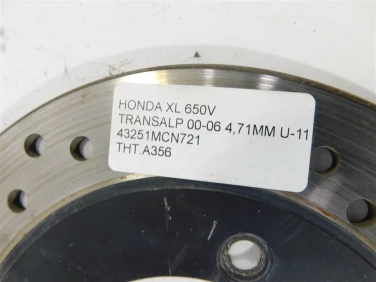 HONDA XL 650V
TRANSALP 00-06 4,71MM U-11
43251MCN721
THT A356